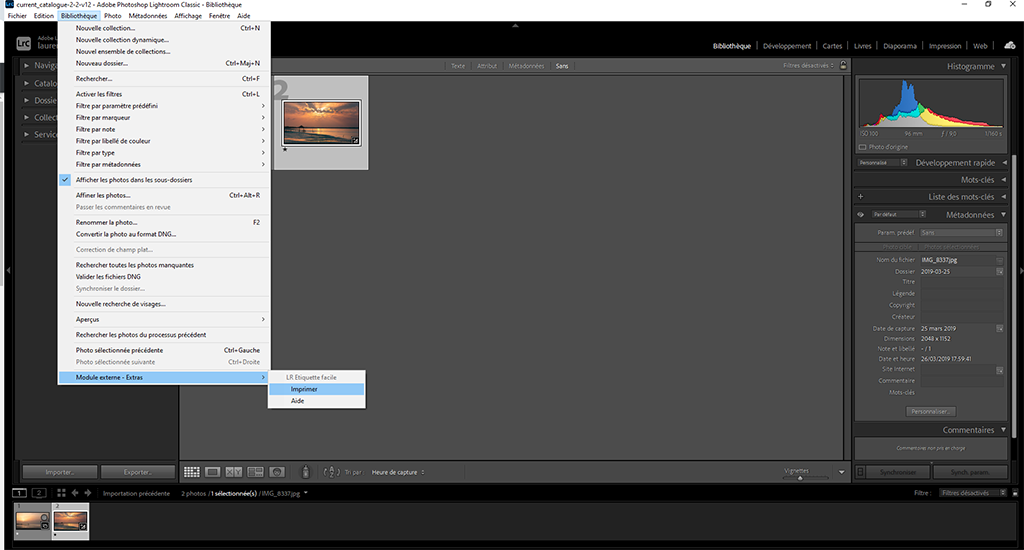 current_catalogue-2-2-v12 - Adobe Photoshop Lightroom Classic - Bibliothèque
Fichier Edition Bibliothèque Photo Métadonnées Affichage Fenêtre Aide
Lrc
Adobe L
laure
Bibliothèque | Développement | Cartes | Livres | Diaporama | Impression | Web
Naviga
Catalo
Dossie
Collect
Service
Nouvelle collection... Ctrl+N
Nouvelle collection dynamique...
Nouvel ensemble de collections...
Nouveau dossier... Ctrl+Maj+N
Rechercher... Ctrl+F
Activer les filtres Ctrl+L
Filtre par paramètre prédéfini
Filtre par marqueur
Filtre par note
Filtre par libellé de couleur
Filtre par type
Filtre par métadonnées
Afficher les photos dans les sous-dossiers
Affiner les photos... Ctrl+Alt+R
Passer les commentaires en revue
Renommer la photo... F2
Convertir la photo au format DNG...
Correction de champ plat...
Rechercher toutes les photos manquantes
Valider les fichiers DNG
Synchroniser le dossier...
Nouvelle recherche de visages...
Aperçus
Rechercher les photos du processus précédent
Photo sélectionnée précédente Ctrl+Gauche
Photo sélectionnée suivante Ctrl+Droite
Module externe - Extras
LR Etiquette facile
Imprimer
Aide
Texte Attribut Métadonnées Sans
Filtres désactivés
2
Histogramme
ISO 100 96 mm ƒ / 9,0 1/160 s
Photo d'origine
Personnalisé Développement rapide
Mots-clés
+ Liste des mots-clés
Par défaut Métadonnées
Param. prédéf. Sans
Photo cible Photos sélectionnées
Nom du fichier IMG_8337.jpg
Dossier 2019-03-25
Titre
Légende
Copyright
Créateur
Date de capture 25 mars 2019
Dimensions 2048 x 1152
Note et libellé - / 1
Date et heure 26/03/2019 17:59:41
Site Internet
Commentaire
Mots-clés
Personnaliser...
Commentaires
Commentaires non pris en charge
Importer... Exporter...
XY
Tri par Heure de capture
Vignettes
Synchroniser Synch. param.
1 2 Importation précédente 2 photos / 1 sélectionnée(s) / IMG_8337.jpg
Filtre : Filtres désactivés
1 2